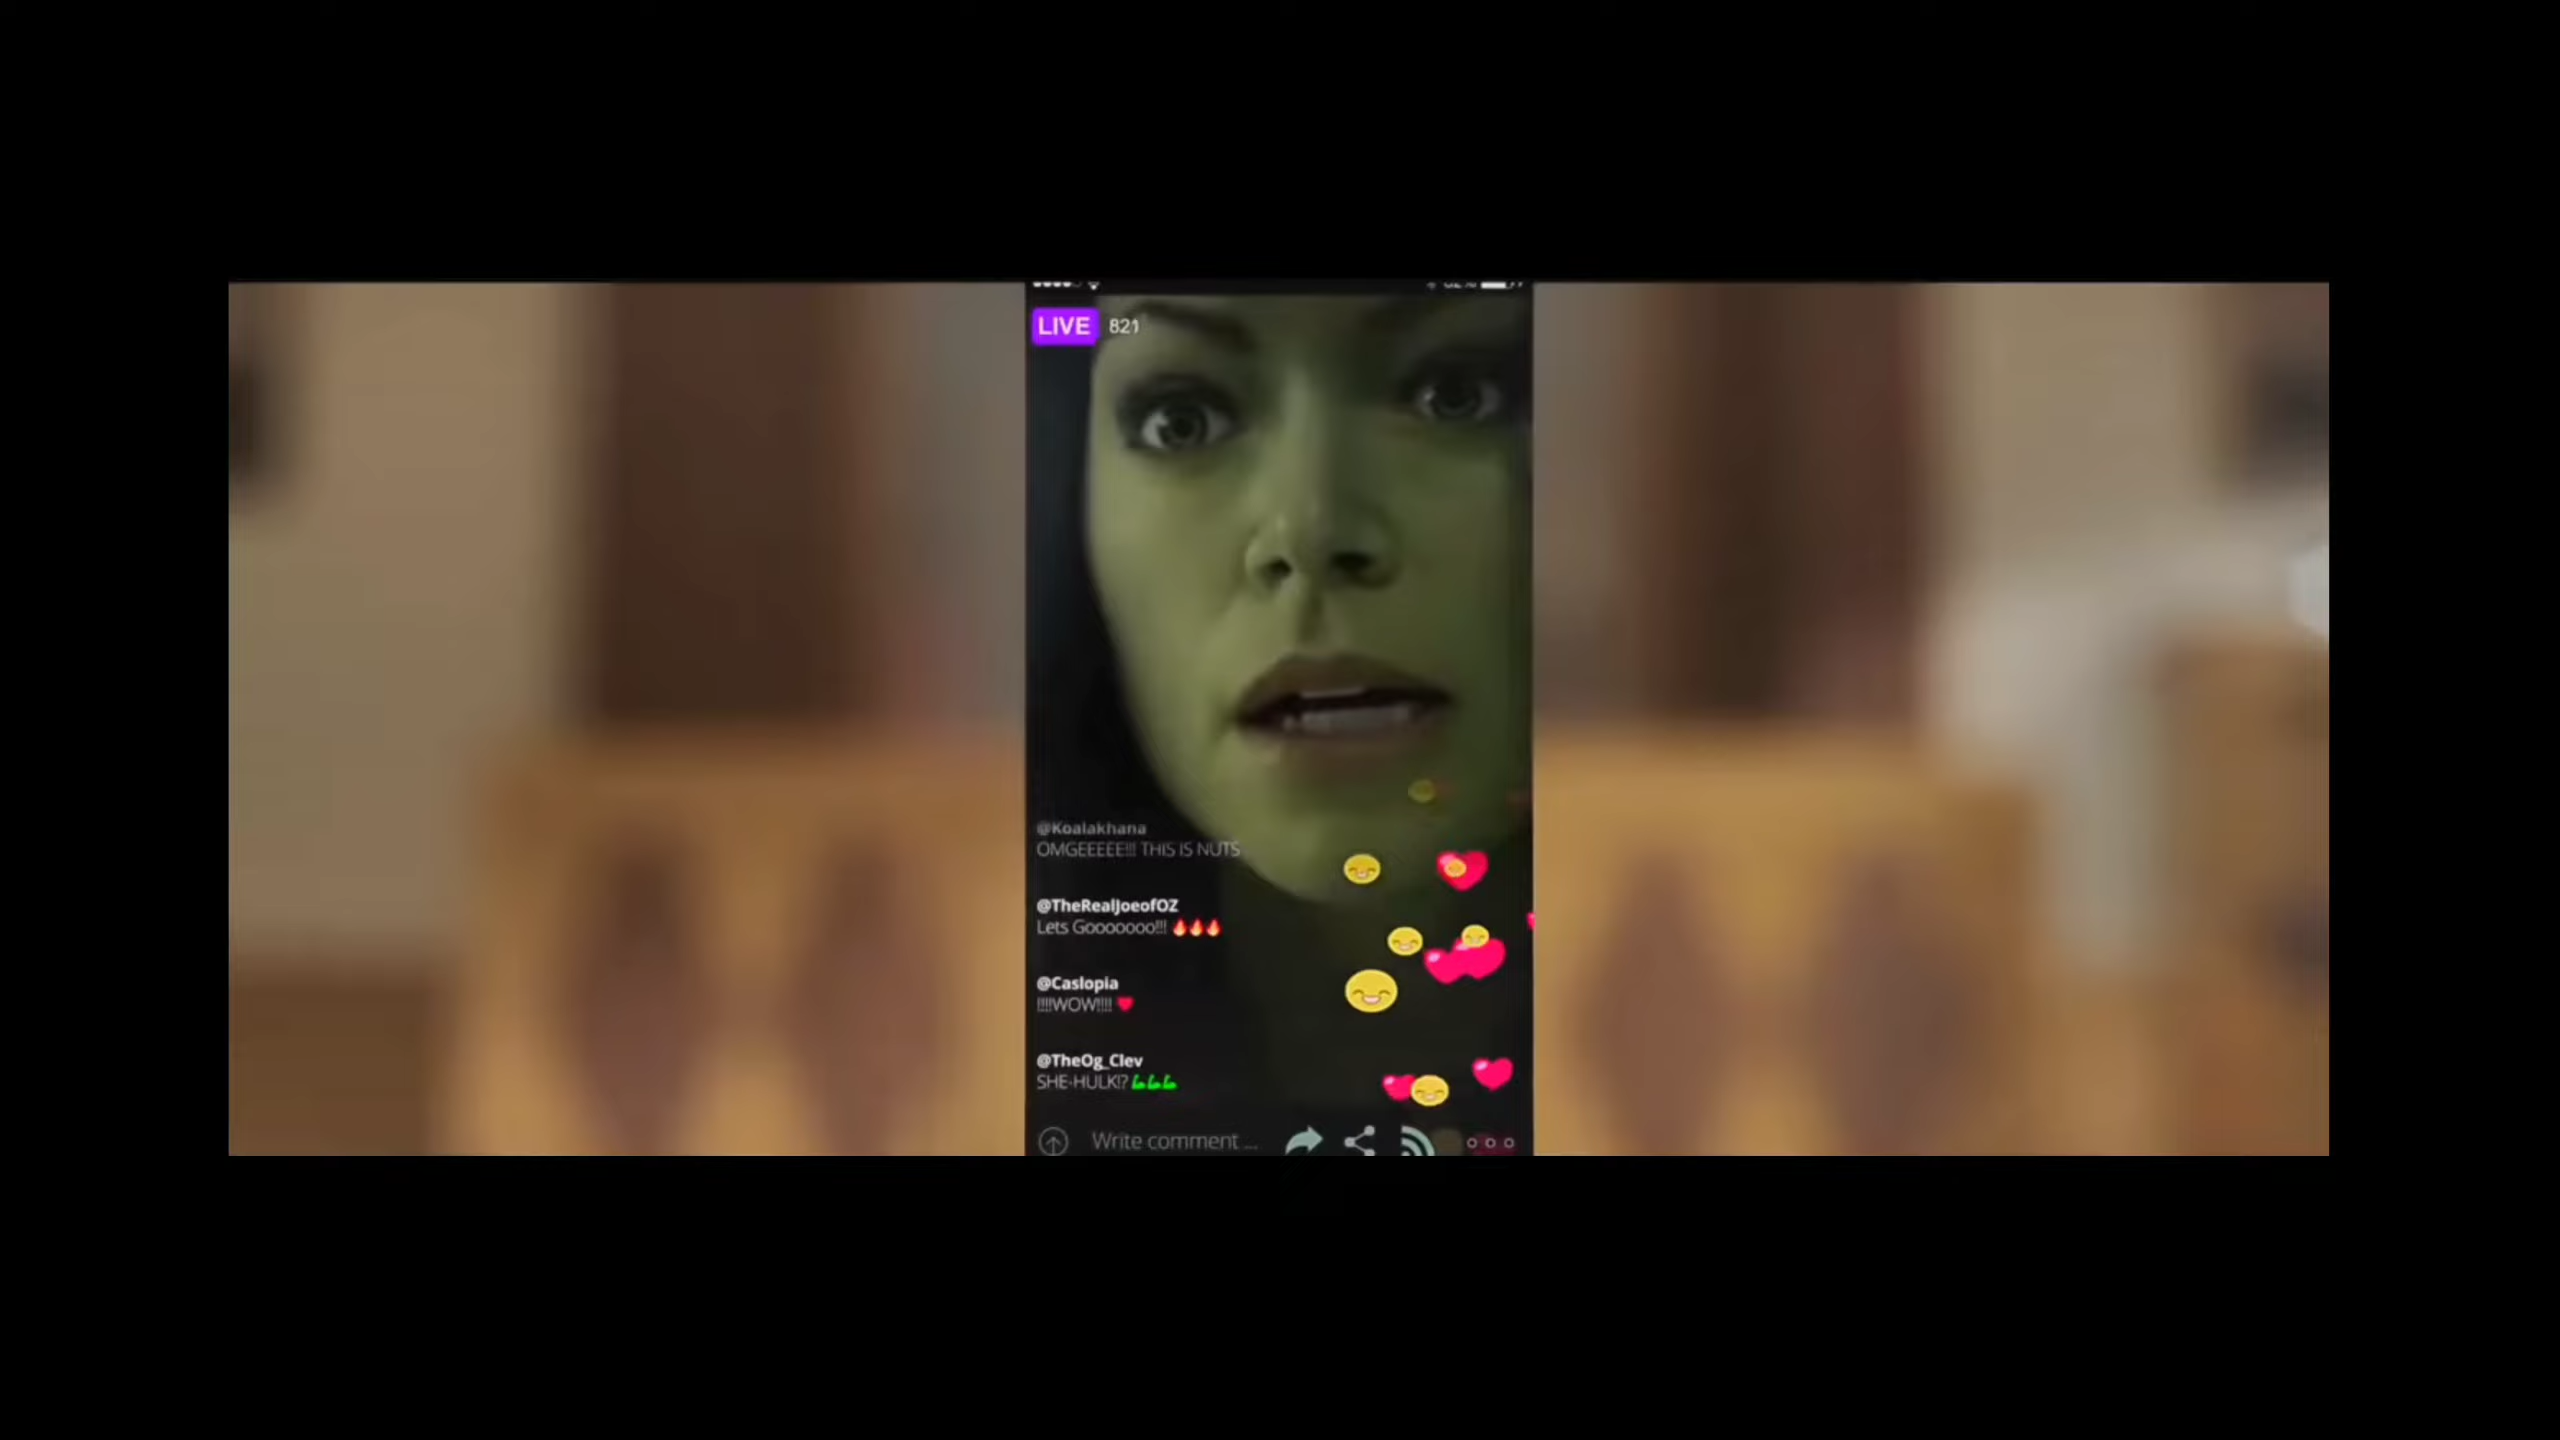 LIVE 821
@Koalakhana
OMGEEEEE!!! THIS IS NUTS
@TheRealJoeofOZ
Lets Gooooooo!!! 🔥🔥🔥
@Caslopia
!!!!WOW!!!! ❤
@TheOg_Clev
SHE-HULK!?
Write comment ...